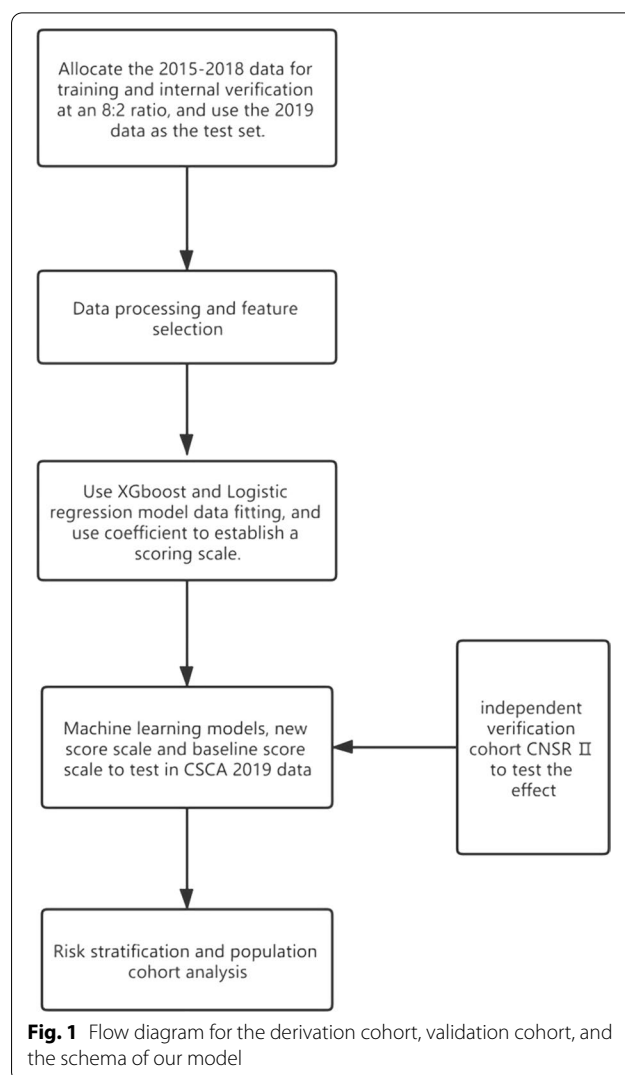 Allocate the 2015-2018 data for
training and internal verification
at an 8:2 ratio, and use the 2019
data as the test set.
Data processing and feature
selection
Use XGboost and Logistic
regression model data fitting, and
use coefficient to establish a
scoring scale.
Machine learning models, new
score scale and baseline score
scale to test in CSCA 2019 data
independent
verification
cohort CNSR Ⅱ
to test the
effect
Risk stratification and population
cohort analysis
Fig. 1 Flow diagram for the derivation cohort, validation cohort, and
the schema of our model